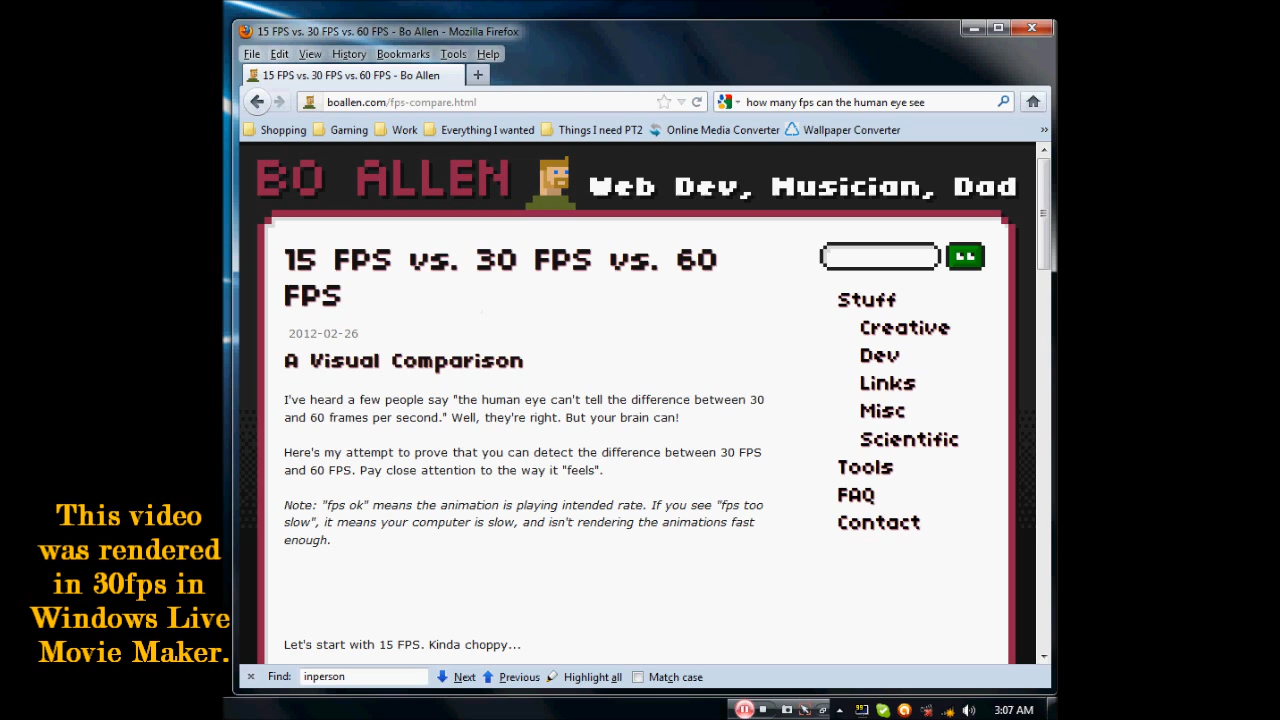 15 FPS vs. 30 FPS vs. 60 FPS - Bo Allen - Mozilla Firefox
File Edit View History Bookmarks Tools Help
15 FPS vs. 30 FPS vs. 60 FPS - Bo Allen
boallen.com/fps-compare.html
how many fps can the human eye see
Shopping Gaming Work Everything I wanted Things I need PT2 Online Media Converter Wallpaper Converter »
BO ALLEN Web Dev, Musician, Dad
15 FPS vs. 30 FPS vs. 60
FPS
2012-02-26
A Visual Comparison
I've heard a few people say "the human eye can't tell the difference between 30
and 60 frames per second." Well, they're right. But your brain can!
Here's my attempt to prove that you can detect the difference between 30 FPS
and 60 FPS. Pay close attention to the way it "feels".
Note: "fps ok" means the animation is playing intended rate. If you see "fps too
slow", it means your computer is slow, and isn't rendering the animations fast
enough.
Let's start with 15 FPS. Kinda choppy...
Stuff
Creative
Dev
Links
Misc
Scientific
Tools
FAQ
Contact
This video
was rendered
in 30fps in
Windows Live
Movie Maker.
Find: inperson Next Previous Highlight all Match case
3:07 AM